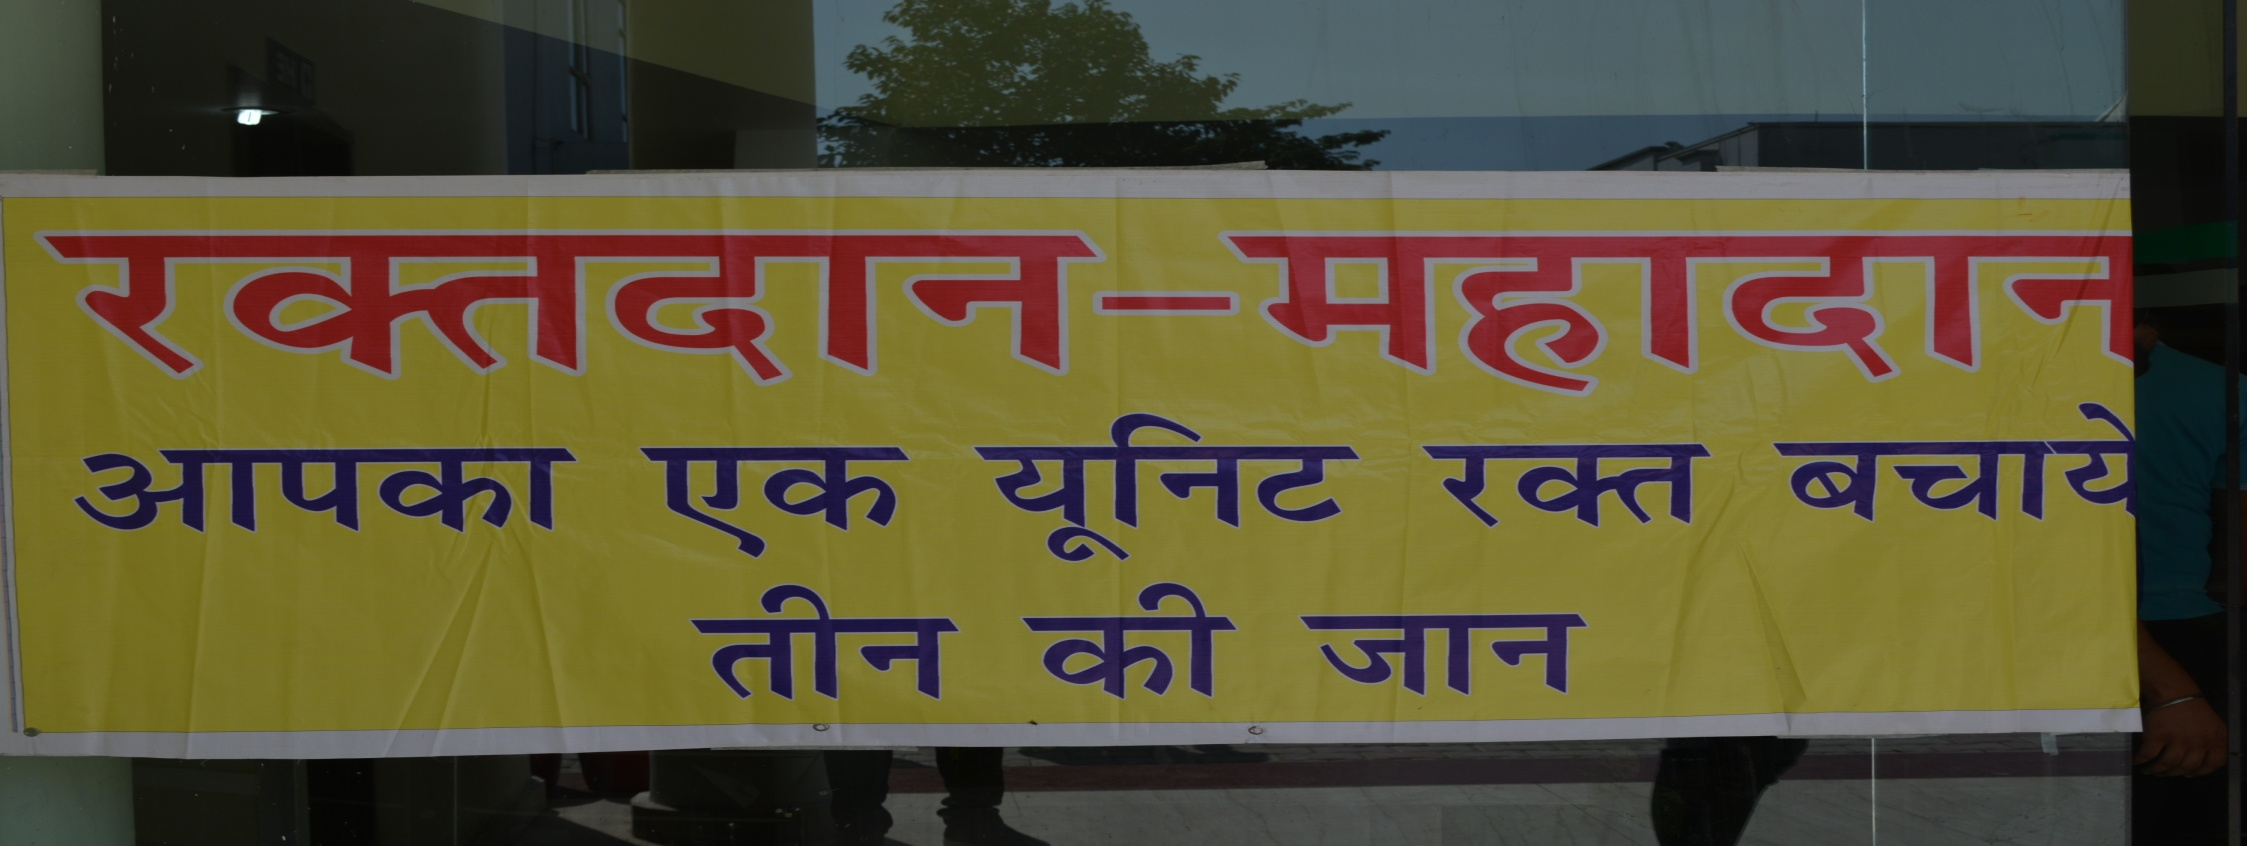 रक्तदान–महादान
आपका एक यूनिट रक्त बचाये
तीन की जान